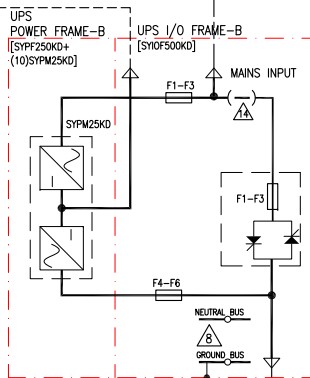 UPS
POWER FRAME-B
[SYPF250KD+
(10)SYPM25KD]
UPS I/O FRAME-B
[SYIOF500KD]
MAINS INPUT
F1-F3
14
SYPM25KD
F1-F3
F4-F6
NEUTRAL BUS
8
GROUND BUS